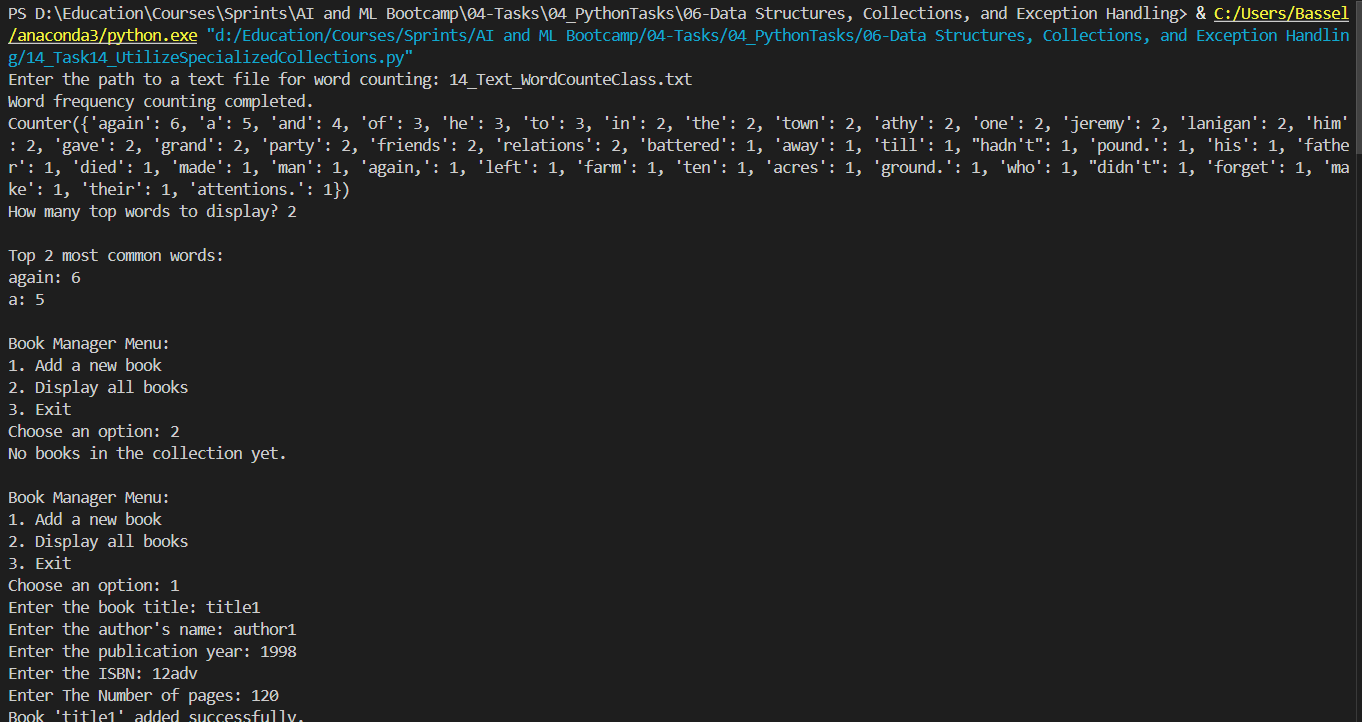 PS D:\Education\Courses\Sprints\AI and ML Bootcamp\04-Tasks\04_PythonTasks\06-Data Structures, Collections, and Exception Handling> & C:/Users/Bassel
/anaconda3/python.exe "d:/Education/Courses/Sprints/AI and ML Bootcamp/04-Tasks/04_PythonTasks/06-Data Structures, Collections, and Exception Handlin
g/14_Task14_UtilizeSpecializedCollections.py"
Enter the path to a text file for word counting: 14_Text_WordCounteClass.txt
Word frequency counting completed.
Counter({'again': 6, 'a': 5, 'and': 4, 'of': 3, 'he': 3, 'to': 3, 'in': 2, 'the': 2, 'town': 2, 'athy': 2, 'one': 2, 'jeremy': 2, 'lanigan': 2, 'him'
: 2, 'gave': 2, 'grand': 2, 'party': 2, 'friends': 2, 'relations': 2, 'battered': 1, 'away': 1, 'till': 1, "hadn't": 1, 'pound.': 1, 'his': 1, 'fathe
r': 1, 'died': 1, 'made': 1, 'man': 1, 'again,': 1, 'left': 1, 'farm': 1, 'ten': 1, 'acres': 1, 'ground.': 1, 'who': 1, "didn't": 1, 'forget': 1, 'ma
ke': 1, 'their': 1, 'attentions.': 1})
How many top words to display? 2

Top 2 most common words:
again: 6
a: 5

Book Manager Menu:
1. Add a new book
2. Display all books
3. Exit
Choose an option: 2
No books in the collection yet.

Book Manager Menu:
1. Add a new book
2. Display all books
3. Exit
Choose an option: 1
Enter the book title: title1
Enter the author's name: author1
Enter the publication year: 1998
Enter the ISBN: 12adv
Enter The Number of pages: 120
Book 'title1' added successfully.